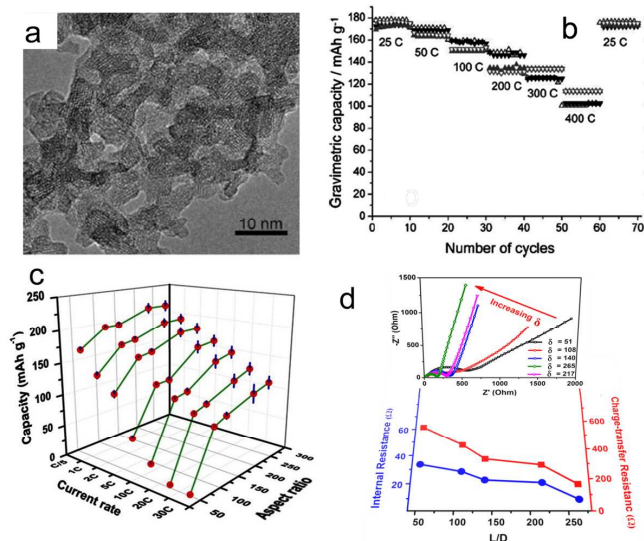 a
10 nm
b
Gravimetric capacity / mAh g⁻¹
180
160
140
120
100
80
60
40
20
0
25 C
50 C
100 C
200 C
300 C
400 C
25 C
0 10 20 30 40 50 60 70
Number of cycles
c
Capacity (mAhg g⁻¹)
250
200
150
100
50
0
C/5 1C 2C 5C 10C 20C 30C
Current rate
50 100 150 200 250 300
Aspect ratio
d
-Z'' (Ohm)
1500
1000
500
0
Increasing δ
δ = 51
δ = 108
δ = 140
δ = 265
δ = 217
0 500 1000 1500 2000
Z' (Ohm)
Internal Resistance (Ω)
60
40
20
Charge-transfer Resistanc (Ω)
600
400
200
0
50 100 150 200 250
L/D